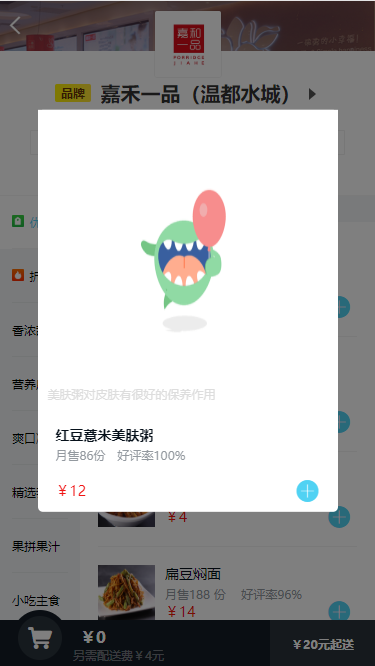 嘉和
一品
PORRIDGE
LIAHE
品牌 嘉禾一品（温都水城）
优
折
香浓
营养
爽口
精选
果拼果汁
小吃主食
美肤粥对皮肤有很好的保养作用
红豆薏米美肤粥
月售86份 好评率100%
￥12
￥4
扁豆焖面
月售188 份 好评率96%
￥14
￥0
另需配送费￥4元
￥20元起送